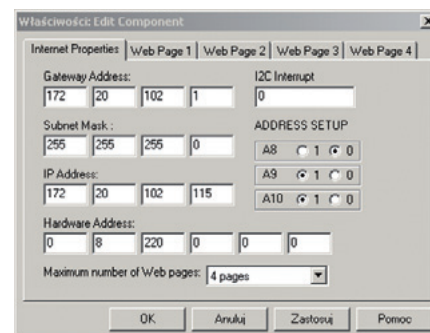 Właściwości: Edit Component
Internet Properties Web Page 1 Web Page 2 Web Page 3 Web Page 4
Gateway Address: I2C Interrupt
172 20 102 1 0
Subnet Mask : ADDRESS SETUP
255 255 255 0
A8 1 0
IP Address:
A9 1 0
172 20 102 115
A10 1 0
Hardware Address:
0 8 220 0 0 0
Maximum number of Web pages: 4 pages
OK Anuluj Zastosuj Pomoc